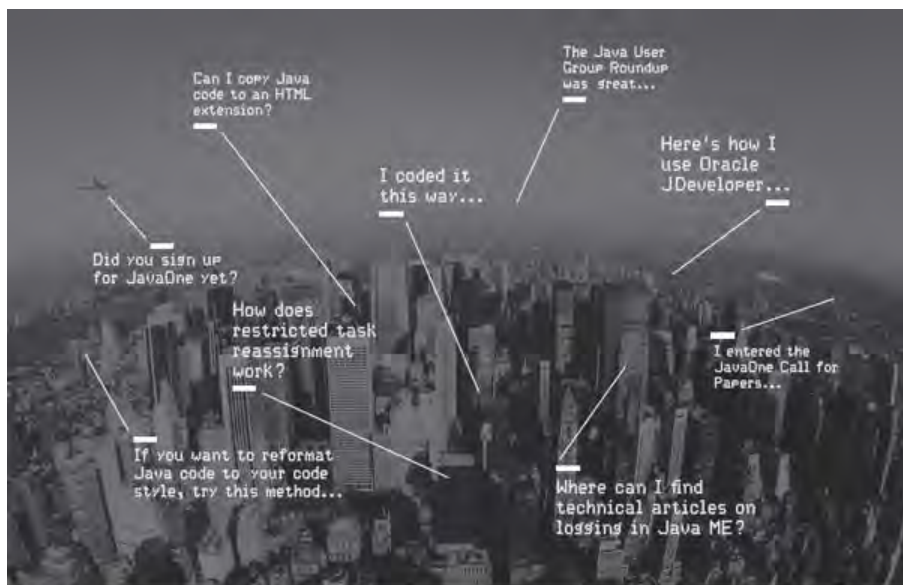 The Java User
Group Roundup
was great...
Can I copy Java
code to an HTML
extension?
Here's how I
use Oracle
JDeveloper...
I coded it
this way...
Did you sign up
for JavaOne yet?
How does
restricted task
reassignment
work?
I entered the
JavaOne Call for
Papers...
If you want to reformat
Java code to your code
style, try this method...
Where can I find
technical articles on
logging in Java ME?